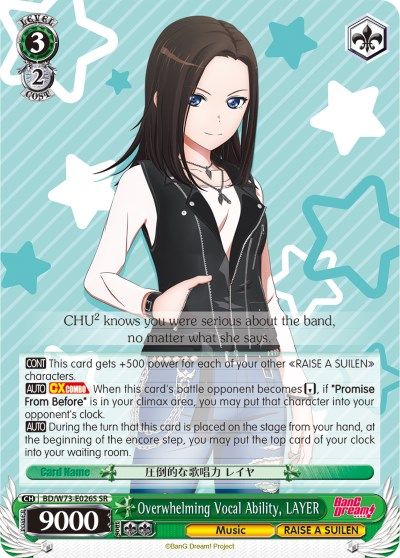 LEVEL
3
2
COST
CHU² knows you were serious about the band,
no matter what she says.
CONT This card gets +500 power for each of your other «RAISE A SUILEN»
characters.
AUTO CXCOMBO When this card's battle opponent becomes [▾], if "Promise
From Before" is in your climax area, you may put that character into your
opponent's clock.
AUTO During the turn that this card is placed on the stage from your hand, at
the beginning of the encore step, you may put the top card of your clock
into your waiting room.
Card Name 圧倒的な歌唱力 レイヤ
CH BD/W73-E026S SR Overwhelming Vocal Ability, LAYER BanG Dream!
POWER 9000 Music RAISE A SUILEN
©BanG Dream! Project